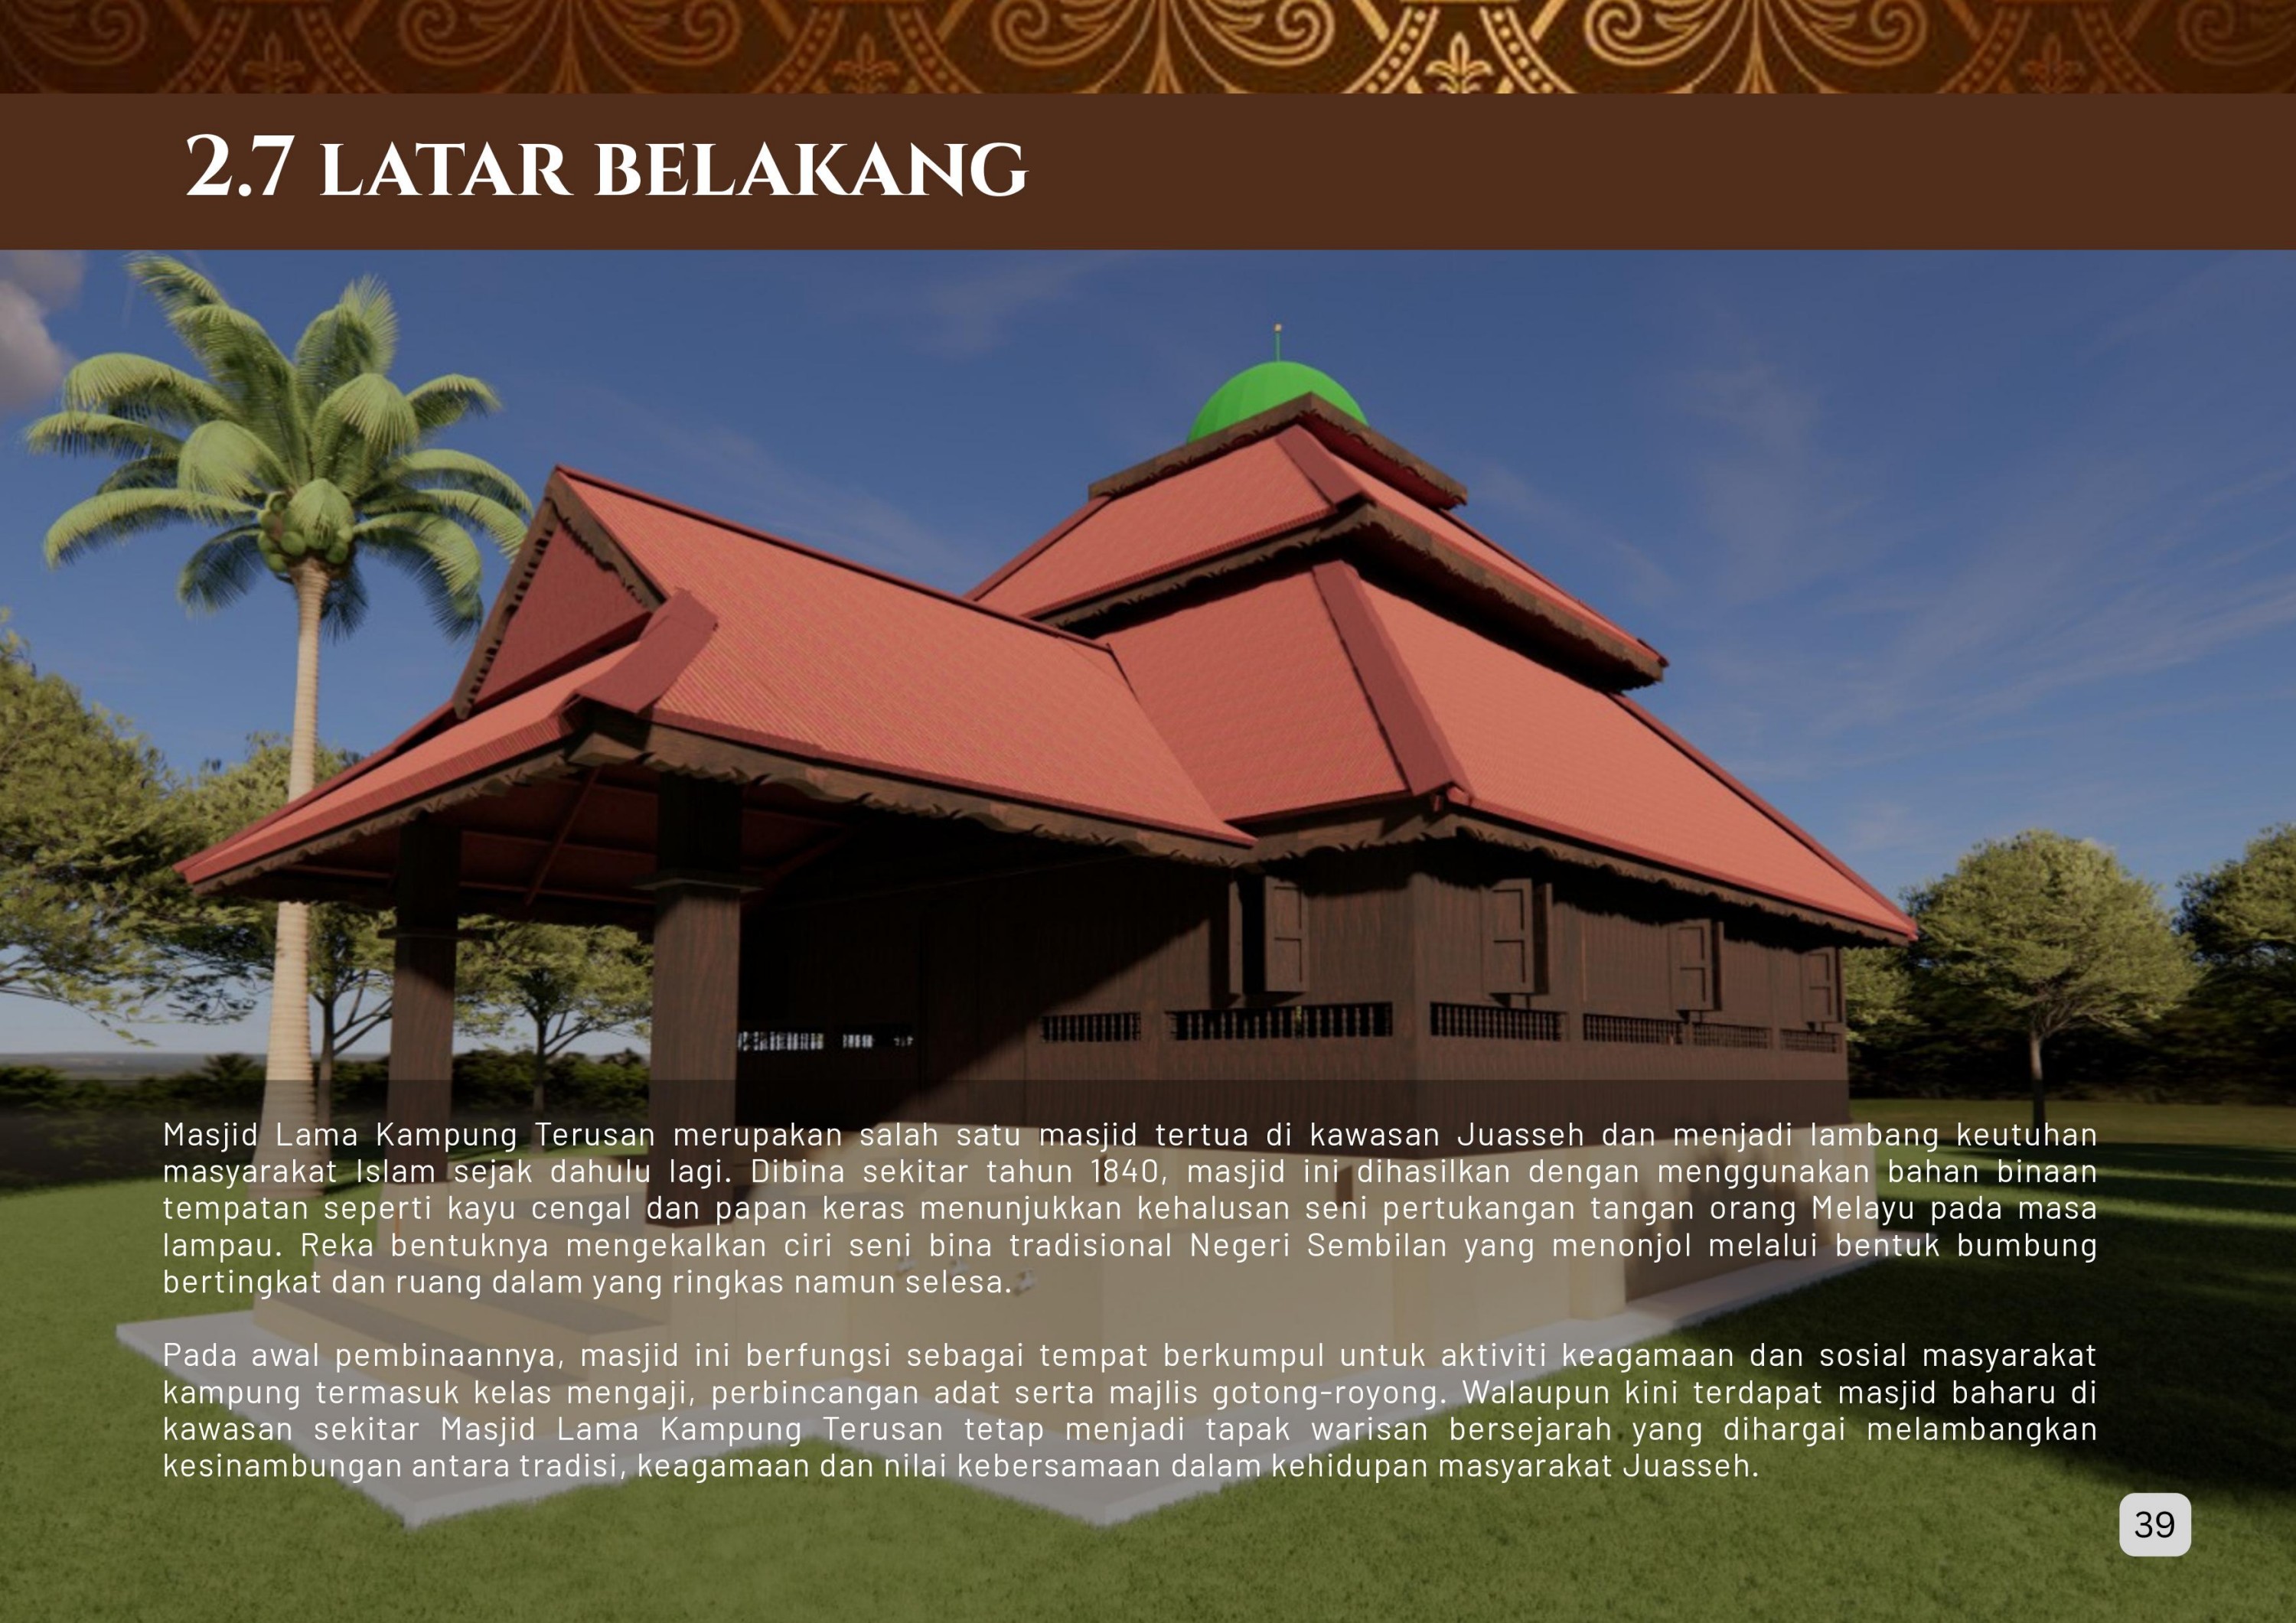 2.7 LATAR BELAKANG
Masjid Lama Kampung Terusan merupakan salah satu masjid tertua di kawasan Juasseh dan menjadi lambang keutuhan
masyarakat Islam sejak dahulu lagi. Dibina sekitar tahun 1840, masjid ini dihasilkan dengan menggunakan bahan binaan
tempatan seperti kayu cengal dan papan keras menunjukkan kehalusan seni pertukangan tangan orang Melayu pada masa
lampau. Reka bentuknya mengekalkan ciri seni bina tradisional Negeri Sembilan yang menonjol melalui bentuk bumbung
bertingkat dan ruang dalam yang ringkas namun selesa.
Pada awal pembinaannya, masjid ini berfungsi sebagai tempat berkumpul untuk aktiviti keagamaan dan sosial masyarakat
kampung termasuk kelas mengaji, perbincangan adat serta majlis gotong-royong. Walaupun kini terdapat masjid baharu di
kawasan sekitar Masjid Lama Kampung Terusan tetap menjadi tapak warisan bersejarah yang dihargai melambangkan
kesinambungan antara tradisi, keagamaan dan nilai kebersamaan dalam kehidupan masyarakat Juasseh.
39